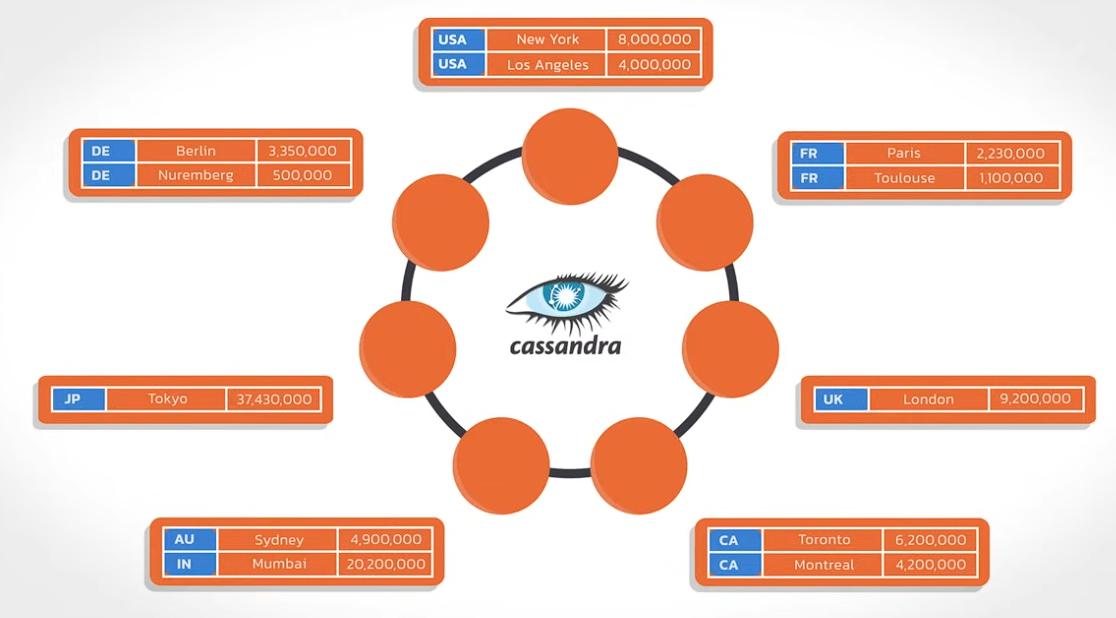 USA New York 8,000,000
USA Los Angeles 4,000,000
DE Berlin 3,350,000
DE Nuremberg 500,000
FR Paris 2,230,000
FR Toulouse 1,100,000
cassandra
JP Tokyo 37,430,000
UK London 9,200,000
AU Sydney 4,900,000
IN Mumbai 20,200,000
CA Toronto 6,200,000
CA Montreal 4,200,000